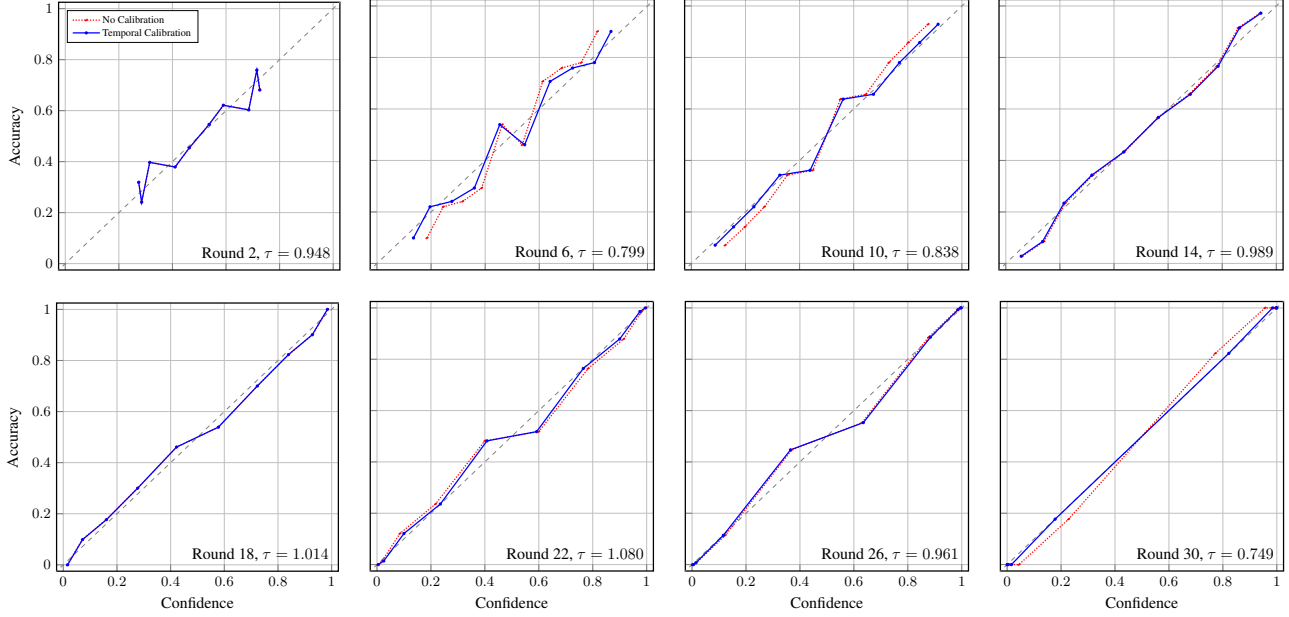 No Calibration
Temporal Calibration
Accuracy
1
0.8
0.6
0.4
0.2
0
Round 2, τ = 0.948
Round 6, τ = 0.799
Round 10, τ = 0.838
Round 14, τ = 0.989
Accuracy
1
0.8
0.6
0.4
0.2
0
Round 18, τ = 1.014
Round 22, τ = 1.080
Round 26, τ = 0.961
Round 30, τ = 0.749
0 0.2 0.4 0.6 0.8 1
0 0.2 0.4 0.6 0.8 1
0 0.2 0.4 0.6 0.8 1
0 0.2 0.4 0.6 0.8 1
Confidence
Confidence
Confidence
Confidence